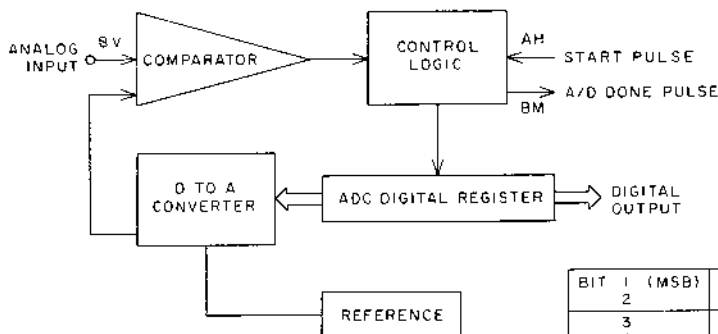 ANALOG INPUT
BV
COMPARATOR
CONTROL LOGIC
AH
START PULSE
A/D DONE PULSE
BM
D TO A CONVERTER
ADC DIGITAL REGISTER
DIGITAL OUTPUT
REFERENCE
BIT 1 (MSB)
2
3